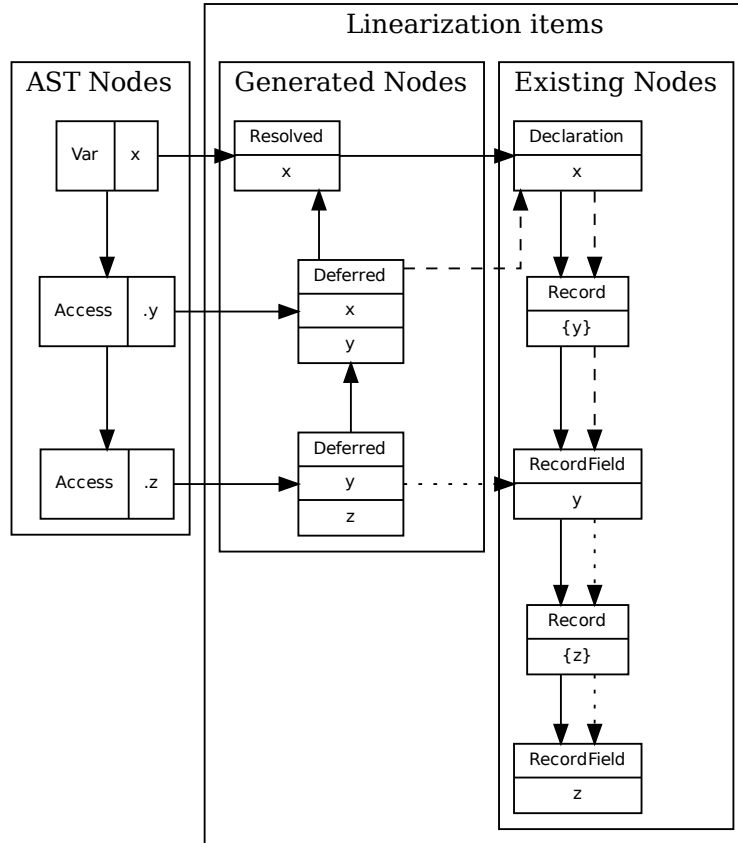 Linearization items
AST Nodes
Var x
Access .y
Access .z
Generated Nodes
Resolved
x
Deferred
x
y
Deferred
y
z
Existing Nodes
Declaration
x
Record
{y}
RecordField
y
Record
{z}
RecordField
z